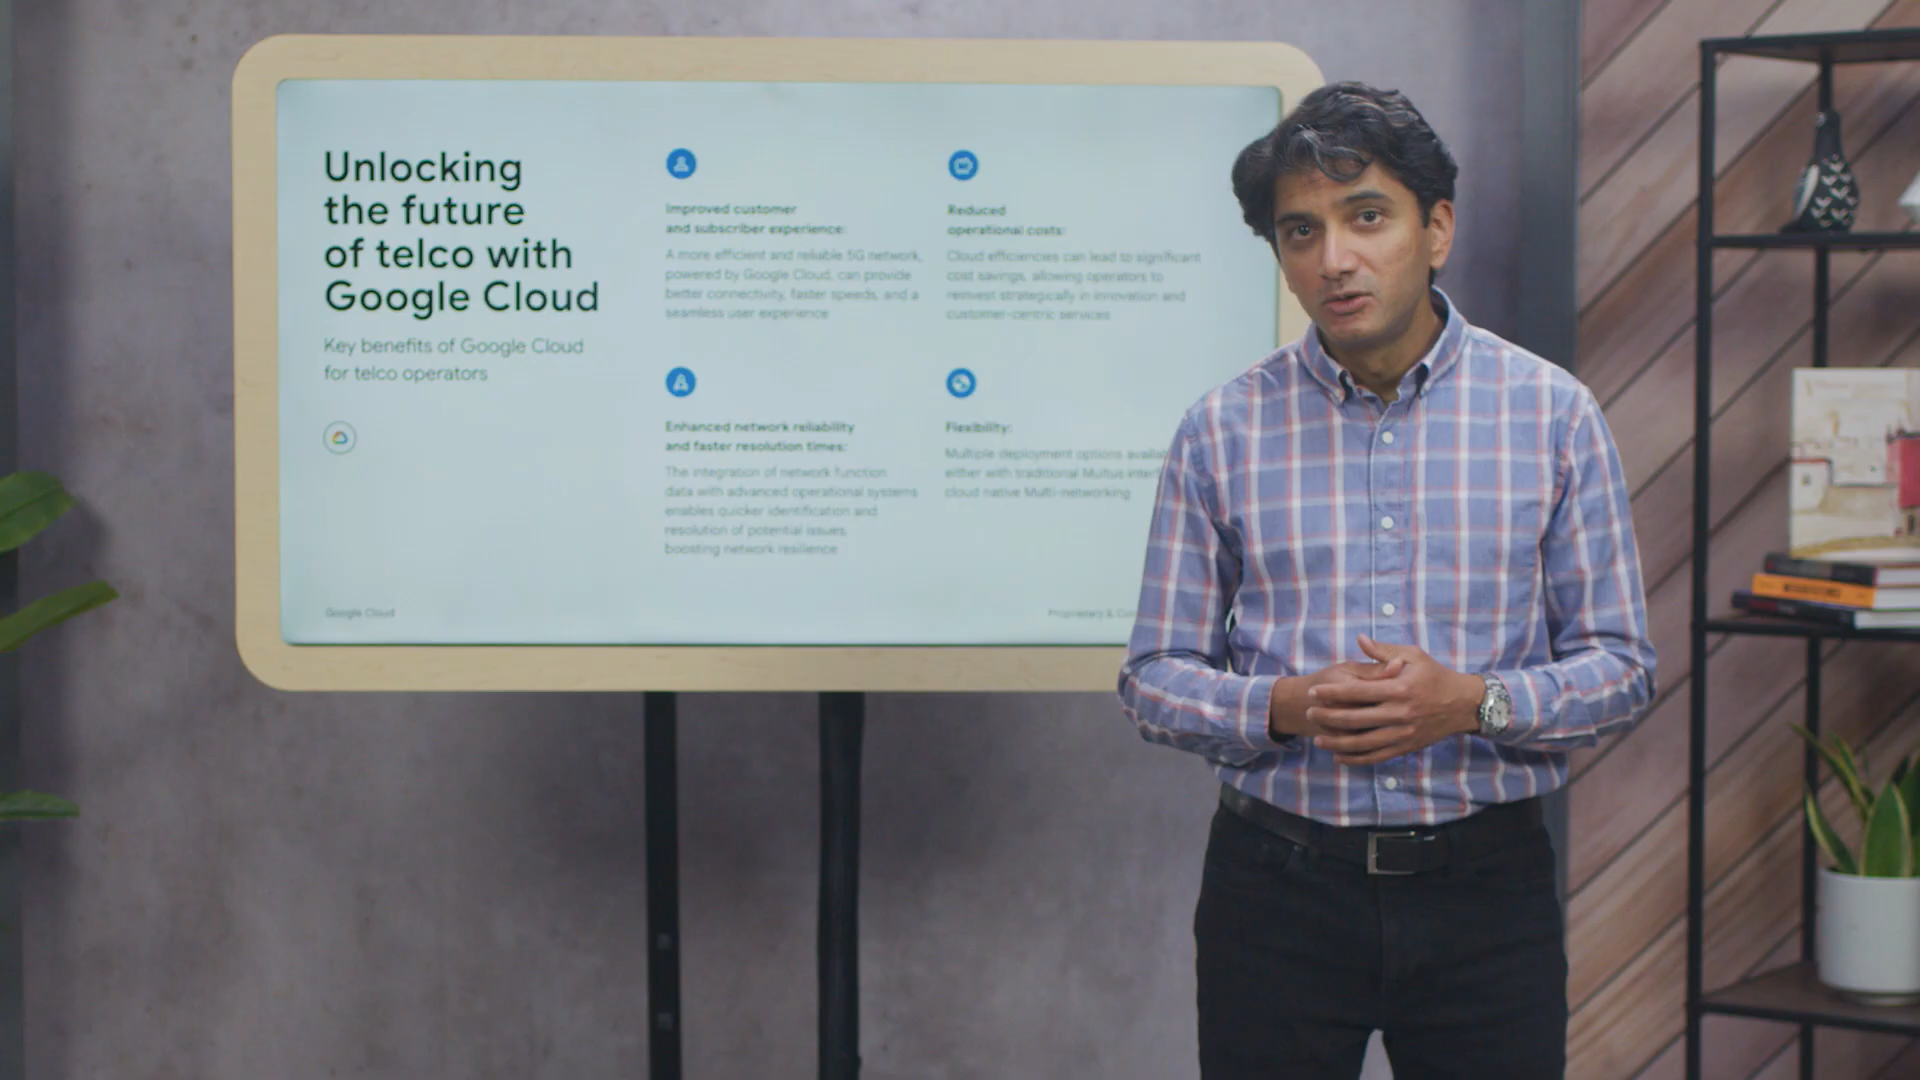 Unlocking
the future
of telco with
Google Cloud
Key benefits of Google Cloud
for telco operators
Improved customer
and subscriber experience:
A more efficient and reliable 5G network,
powered by Google Cloud, can provide
better connectivity, faster speeds, and a
seamless user experience
Reduced
operational costs:
Cloud efficiencies can lead to significant
cost savings, allowing operators to
reinvest strategically in innovation and
customer-centric services
Enhanced network reliability
and faster resolution times:
The integration of network function
data with advanced operational systems
enables quicker identification and
resolution of potential issues,
boosting network resilience
Flexibility:
Multiple deployment options
either with traditional Multus
cloud native Multi-networking
Google Cloud
Proprietary &